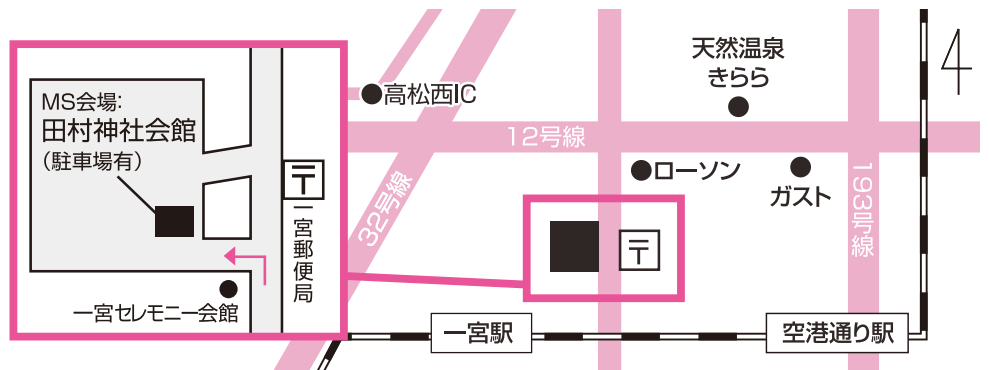 MS会場:
田村神社会館
(駐車場有)
〒
一宮郵便局
一宮セレモニー会館
高松西IC
12号線
32号線
天然温泉
きらら
ローソン
ガスト
193号線
〒
一宮駅
空港通り駅
4